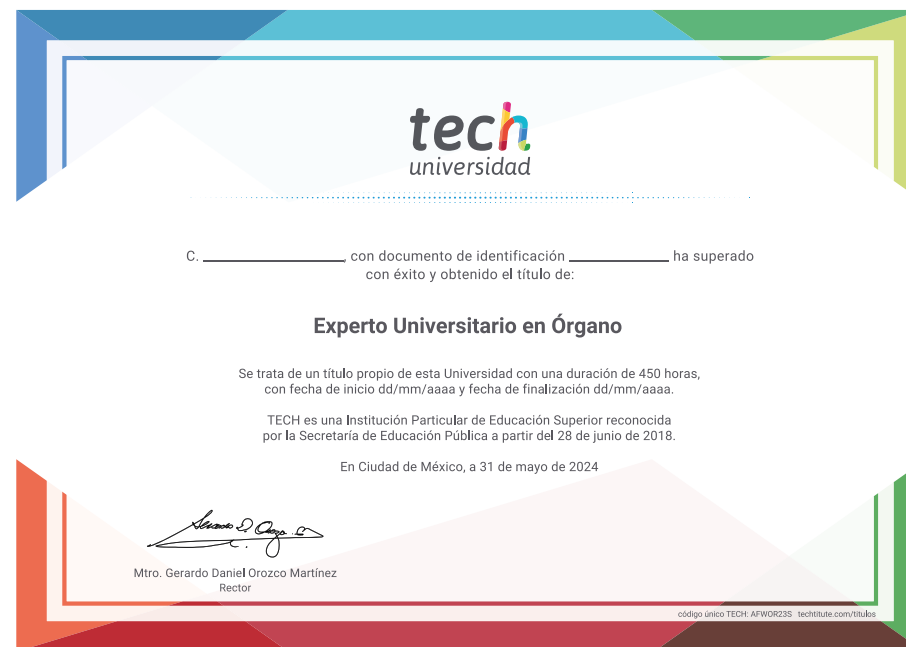 tech
universidad
C. ____________, con documento de identificación ____________ ha superado
con éxito y obtenido el título de:
Experto Universitario en Órgano
Se trata de un título propio de esta Universidad con una duración de 450 horas,
con fecha de inicio dd/mm/aaaa y fecha de finalización dd/mm/aaaa.
TECH es una Institución Particular de Educación Superior reconocida
por la Secretaría de Educación Pública a partir del 28 de junio de 2018.
En Ciudad de México, a 31 de mayo de 2024
Mtro. Gerardo Daniel Orozco Martínez
Rector
código único TECH: AFWOR23S techtitute.com/titulos